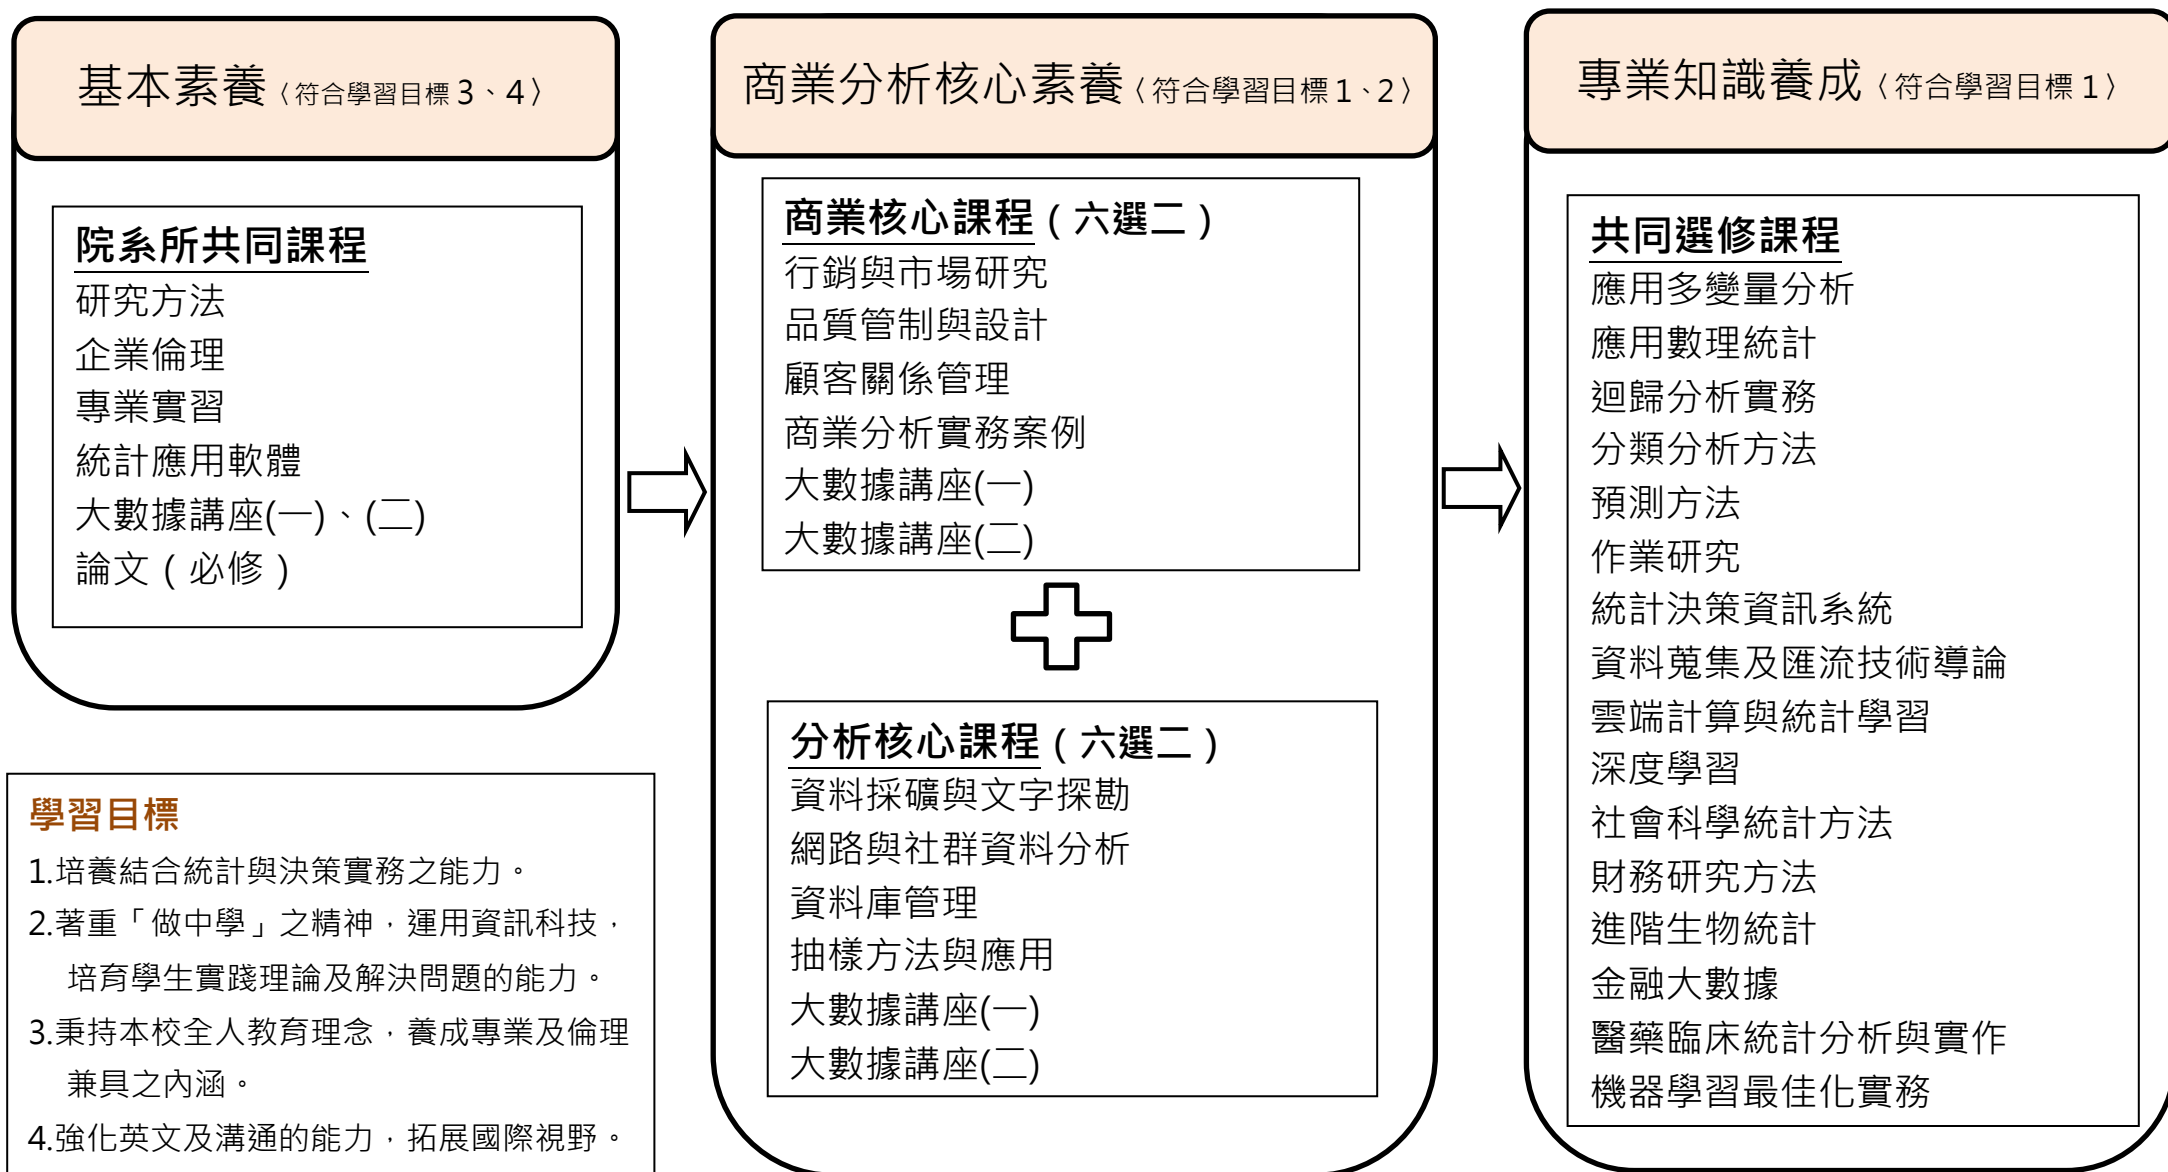 基本素養〈符合學習目標 3、4〉
院系所共同課程
研究方法
企業倫理
專業實習
統計應用軟體
大數據講座(一)、(二)
論文(必修)
學習目標
1.培養結合統計與決策實務之能力。
2.著重「做中學」之精神，運用資訊科技，
培育學生實踐理論及解決問題的能力。
3.秉持本校全人教育理念，養成專業及倫理
兼具之內涵。
4.強化英文及溝通的能力，拓展國際視野。
商業分析核心素養〈符合學習目標 1、2〉
商業核心課程(六選二)
行銷與市場研究
品質管制與設計
顧客關係管理
商業分析實務案例
大數據講座(一)
大數據講座(二)
分析核心課程(六選二)
資料採礦與文字探勘
網路與社群資料分析
資料庫管理
抽樣方法與應用
大數據講座(一)
大數據講座(二)
專業知識養成〈符合學習目標 1〉
共同選修課程
應用多變量分析
應用數理統計
迴歸分析實務
分類分析方法
預測方法
作業研究
統計決策資訊系統
資料蒐集及匯流技術導論
雲端計算與統計學習
深度學習
社會科學統計方法
財務研究方法
進階生物統計
金融大數據
醫藥臨床統計分析與實作
機器學習最佳化實務